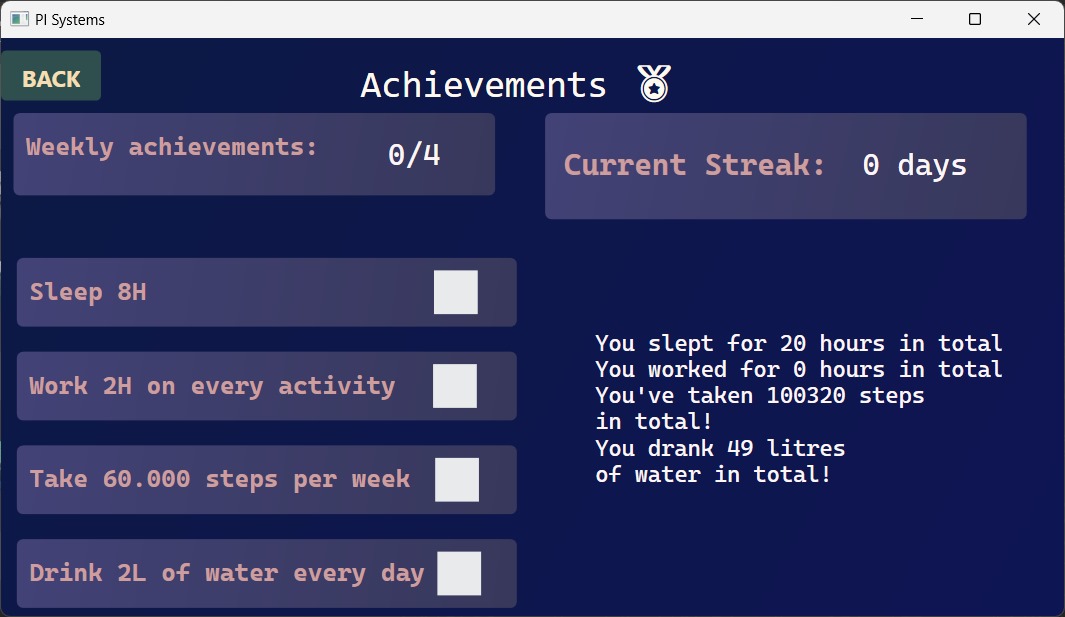 PI Systems
BACK
Achievements
Weekly achievements: 0/4
Current Streak: 0 days
Sleep 8H
Work 2H on every activity
Take 60.000 steps per week
Drink 2L of water every day
You slept for 20 hours in total
You worked for 0 hours in total
You've taken 100320 steps
in total!
You drank 49 litres
of water in total!